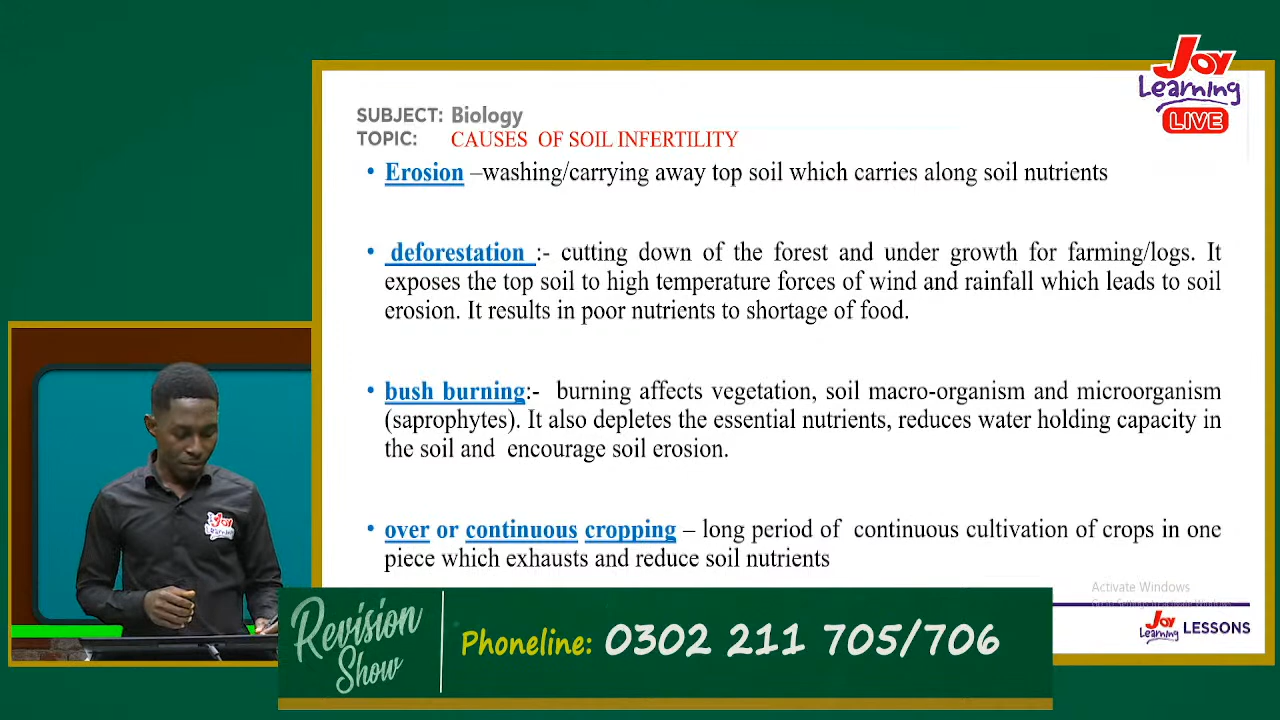 Joy
Learning
LIVE
SUBJECT: Biology
TOPIC: CAUSES OF SOIL INFERTILITY
• Erosion –washing/carrying away top soil which carries along soil nutrients
• deforestation :- cutting down of the forest and under growth for farming/logs. It
exposes the top soil to high temperature forces of wind and rainfall which leads to soil
erosion. It results in poor nutrients to shortage of food.
• bush burning:- burning affects vegetation, soil macro-organism and microorganism
(saprophytes). It also depletes the essential nutrients, reduces water holding capacity in
the soil and encourage soil erosion.
• over or continuous cropping – long period of continuous cultivation of crops in one
piece which exhausts and reduce soil nutrients
Activate Windows
Joy
Learning LESSONS
Joy
Learning
Revision
Show
Phoneline: 0302 211 705/706